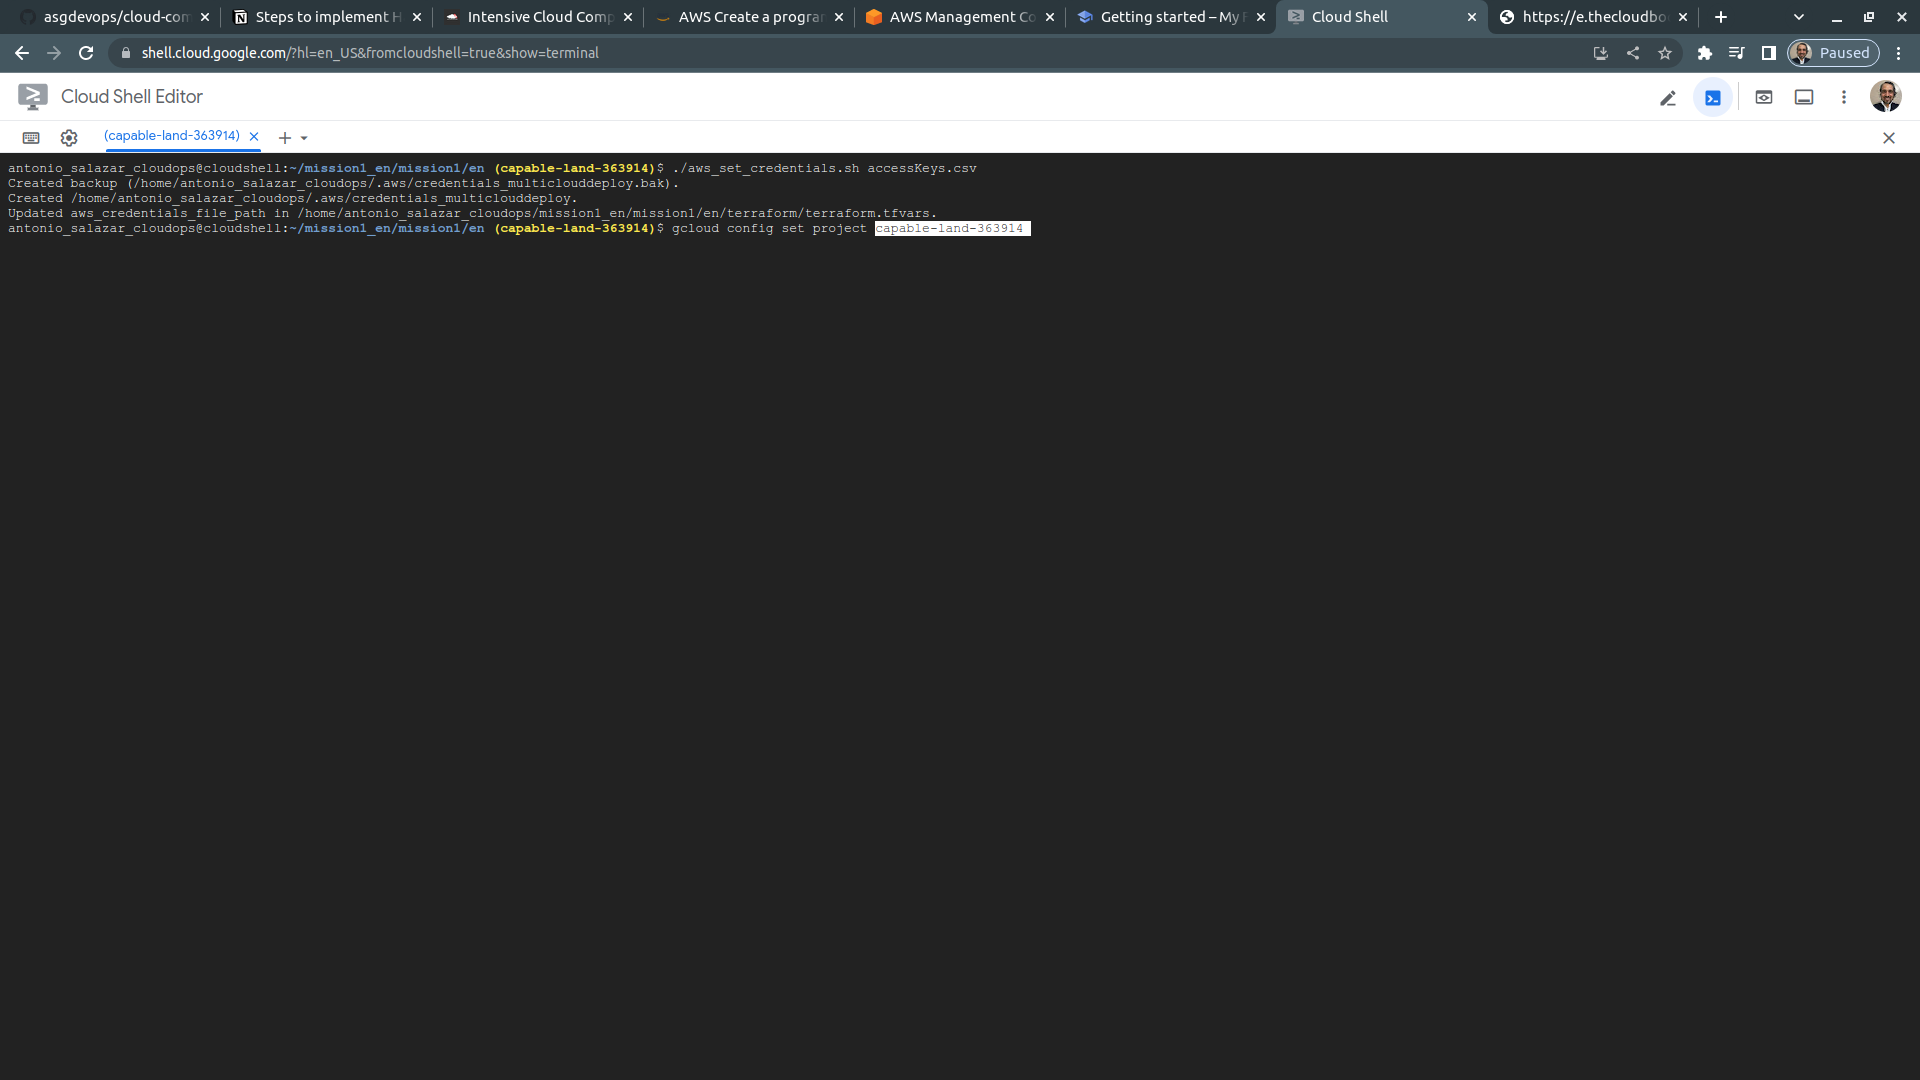 asgdevops/cloud-com
Steps to implement H
Intensive Cloud Comp
AWS Create a program
AWS Management Co
Getting started – My F
Cloud Shell
https://e.thecloudbo
shell.cloud.google.com/?hl=en_US&fromcloudshell=true&show=terminal
Paused
Cloud Shell Editor
(capable-land-363914)
antonio_salazar_cloudops@cloudshell:~/mission1_en/mission1/en (capable-land-363914)$ ./aws_set_credentials.sh accessKeys.csv
Created backup (/home/antonio_salazar_cloudops/.aws/credentials_multiclouddeploy.bak).
Created /home/antonio_salazar_cloudops/.aws/credentials_multiclouddeploy.
Updated aws_credentials_file_path in /home/antonio_salazar_cloudops/mission1_en/mission1/en/terraform/terraform.tfvars.
antonio_salazar_cloudops@cloudshell:~/mission1_en/mission1/en (capable-land-363914)$ gcloud config set project capable-land-363914